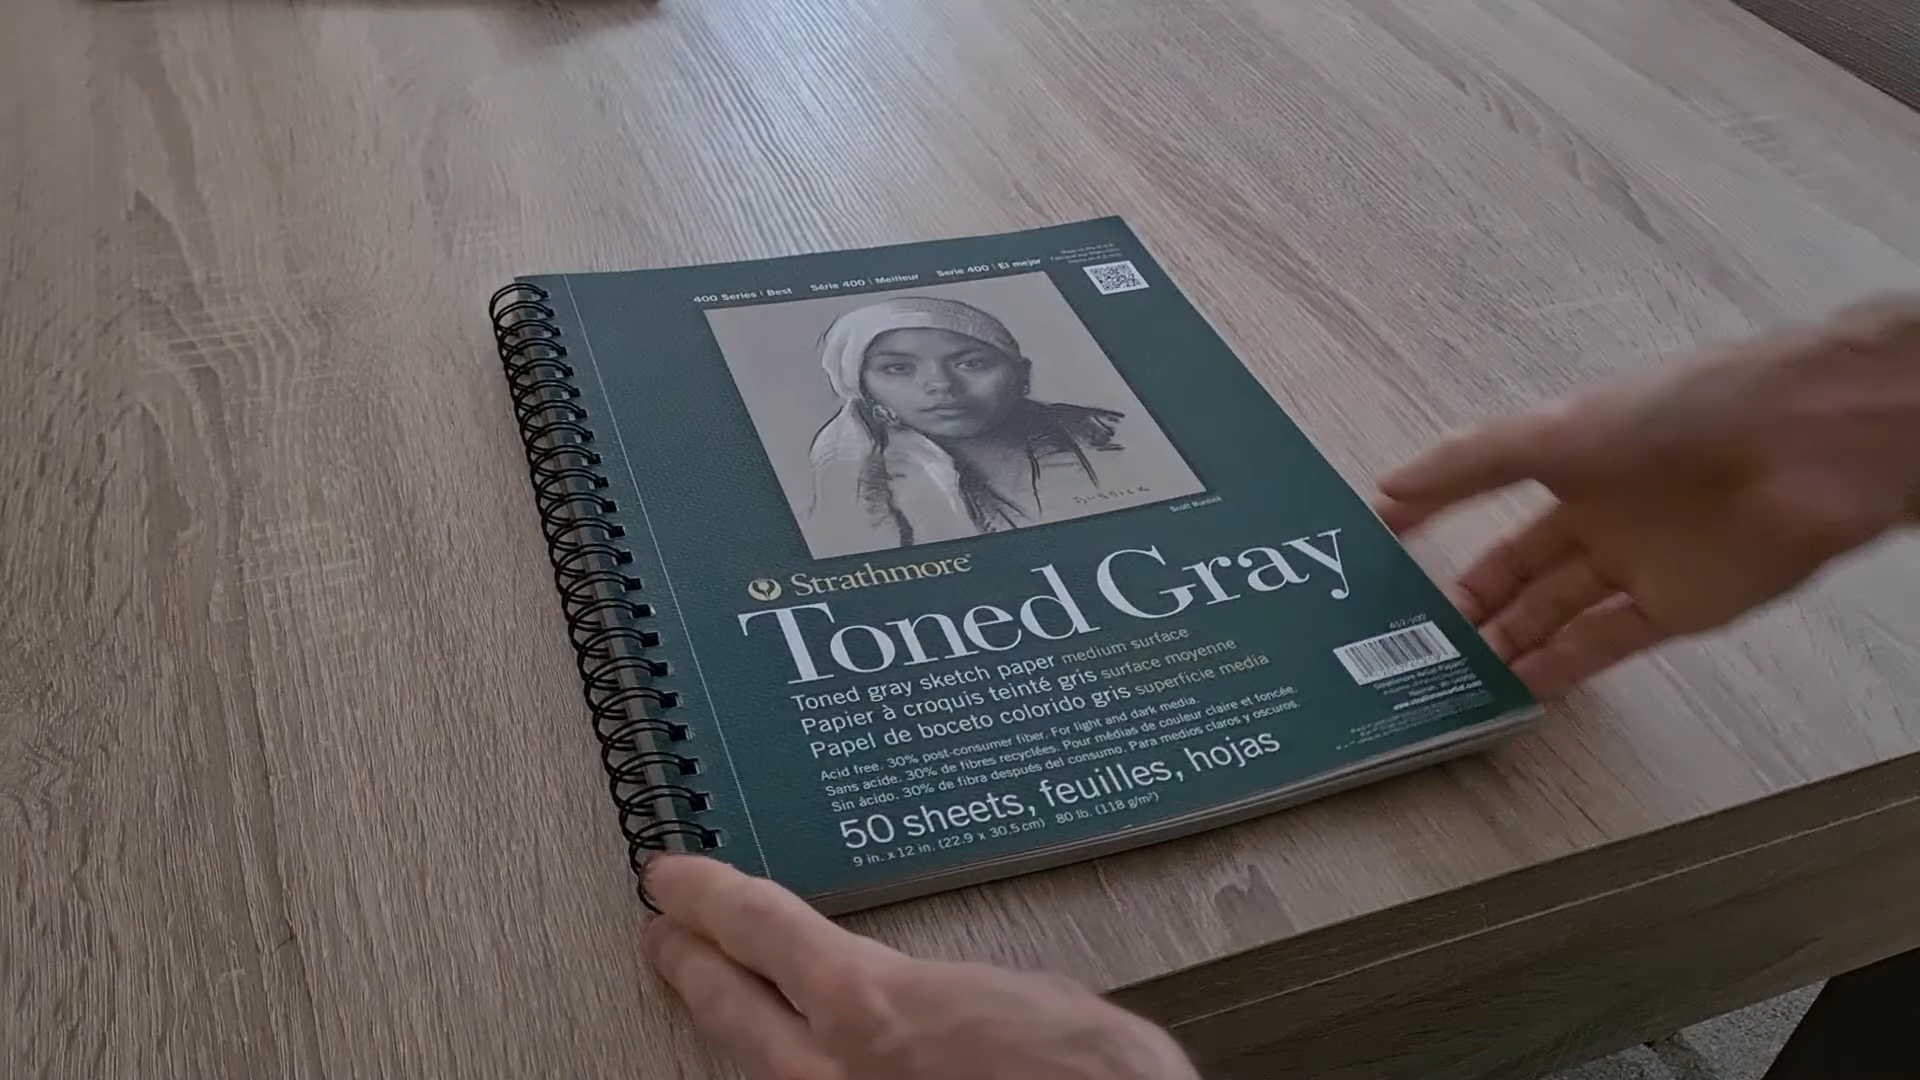 400 Series | Best Série 400 | Meilleur Serie 400 | El mejor
Scott Burdick
Strathmore
Toned Gray
Toned gray sketch paper medium surface
Papier à croquis teinté gris surface moyenne
Papel de boceto colorido gris superficie media
Acid free. 30% post-consumer fiber. For light and dark media.
Sans acide. 30% de fibres recyclées. Pour médias de couleur claire et foncée.
Sin ácido. 30% de fibra después del consumo. Para medios claros y oscuros.
50 sheets, feuilles, hojas
9 in. x 12 in. (22.9 x 30.5 cm) 80 lb. (118 g/m²)